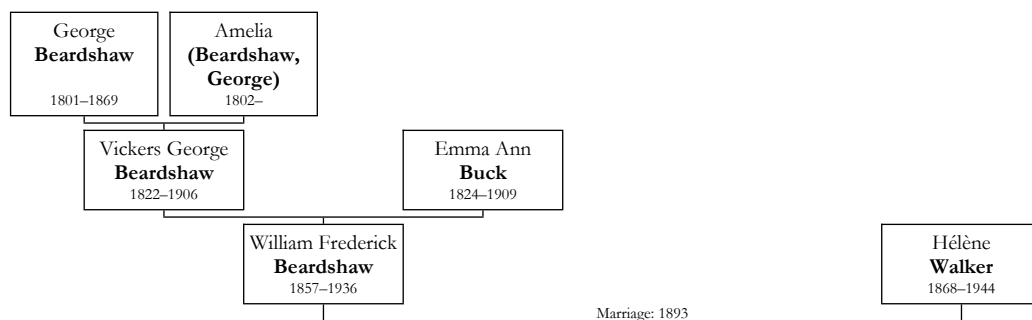 George
Beardshaw
1801–1869
Amelia
(Beardshaw,
George)
1802–
Vickers George
Beardshaw
1822–1906
Emma Ann
Buck
1824–1909
William Frederick
Beardshaw
1857–1936
Hélène
Walker
1868–1944
Marriage: 1893